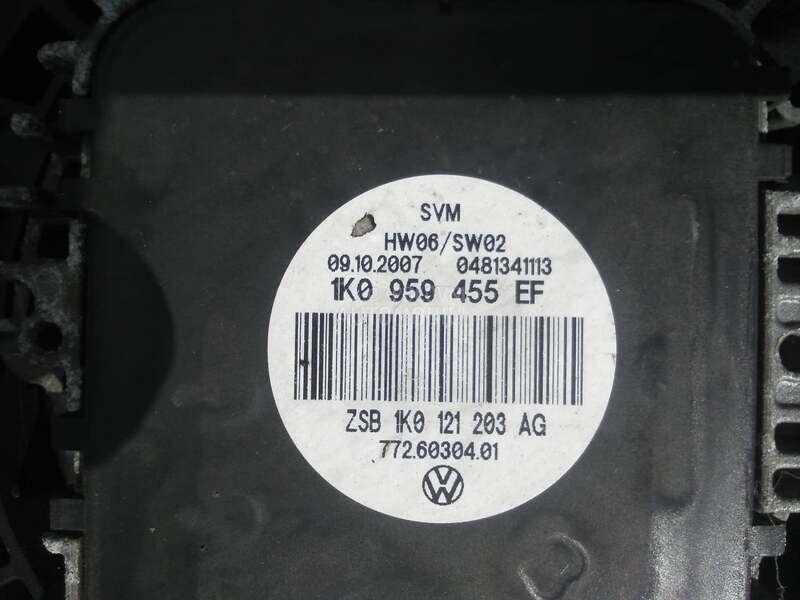 SVM
HW06/SW02
09.10.2007 0481341113
1K0 959 455 EF
ZSB 1K0 121 203 AG
772.60304.01
VW